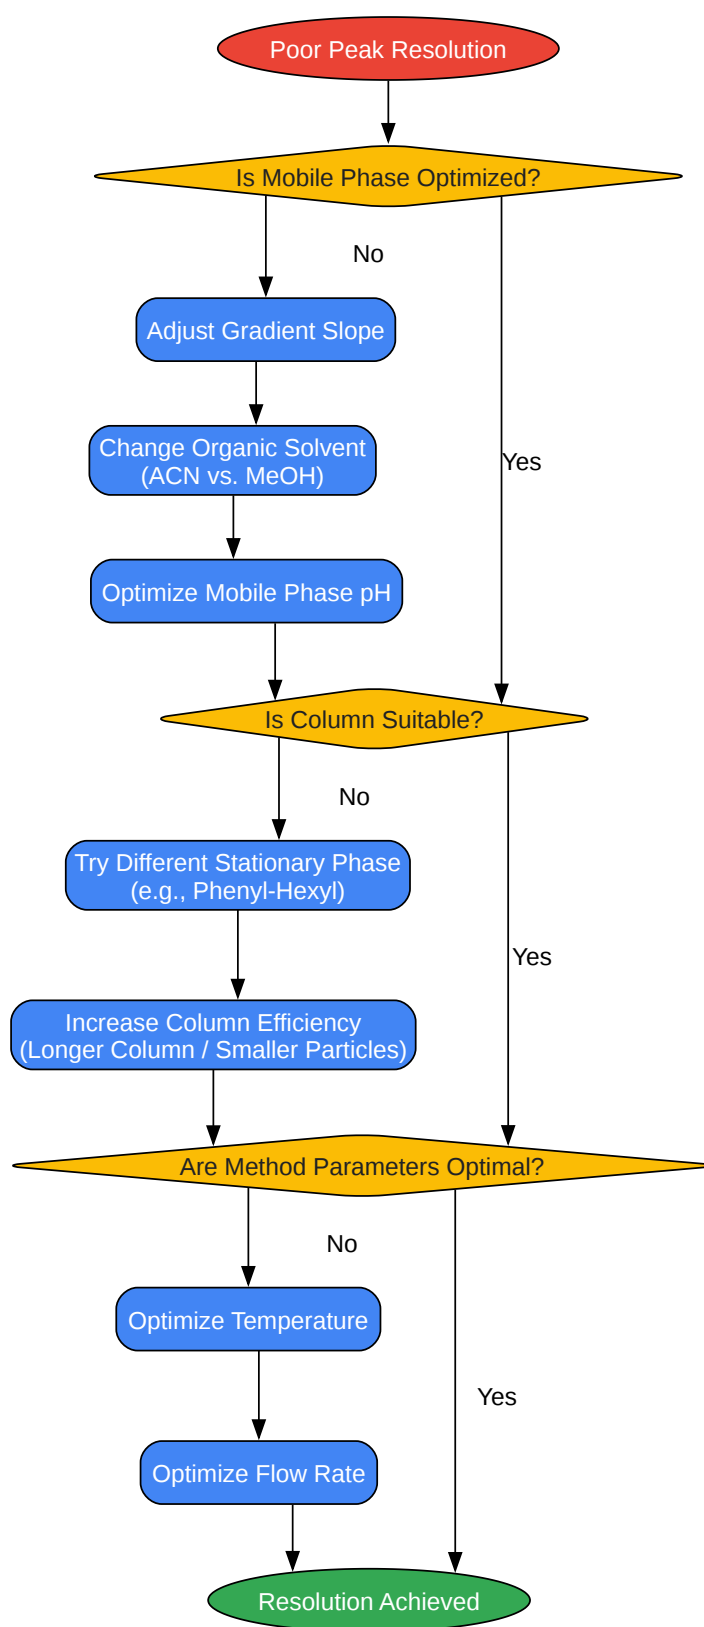 Poor Peak Resolution
Is Mobile Phase Optimized?
No
Adjust Gradient Slope
Change Organic Solvent
(ACN vs. MeOH)
Yes
Optimize Mobile Phase pH
Is Column Suitable?
No
Try Different Stationary Phase
(e.g., Phenyl-Hexyl)
Yes
Increase Column Efficiency
(Longer Column / Smaller Particles)
Are Method Parameters Optimal?
No
Optimize Temperature
Yes
Optimize Flow Rate
Resolution Achieved